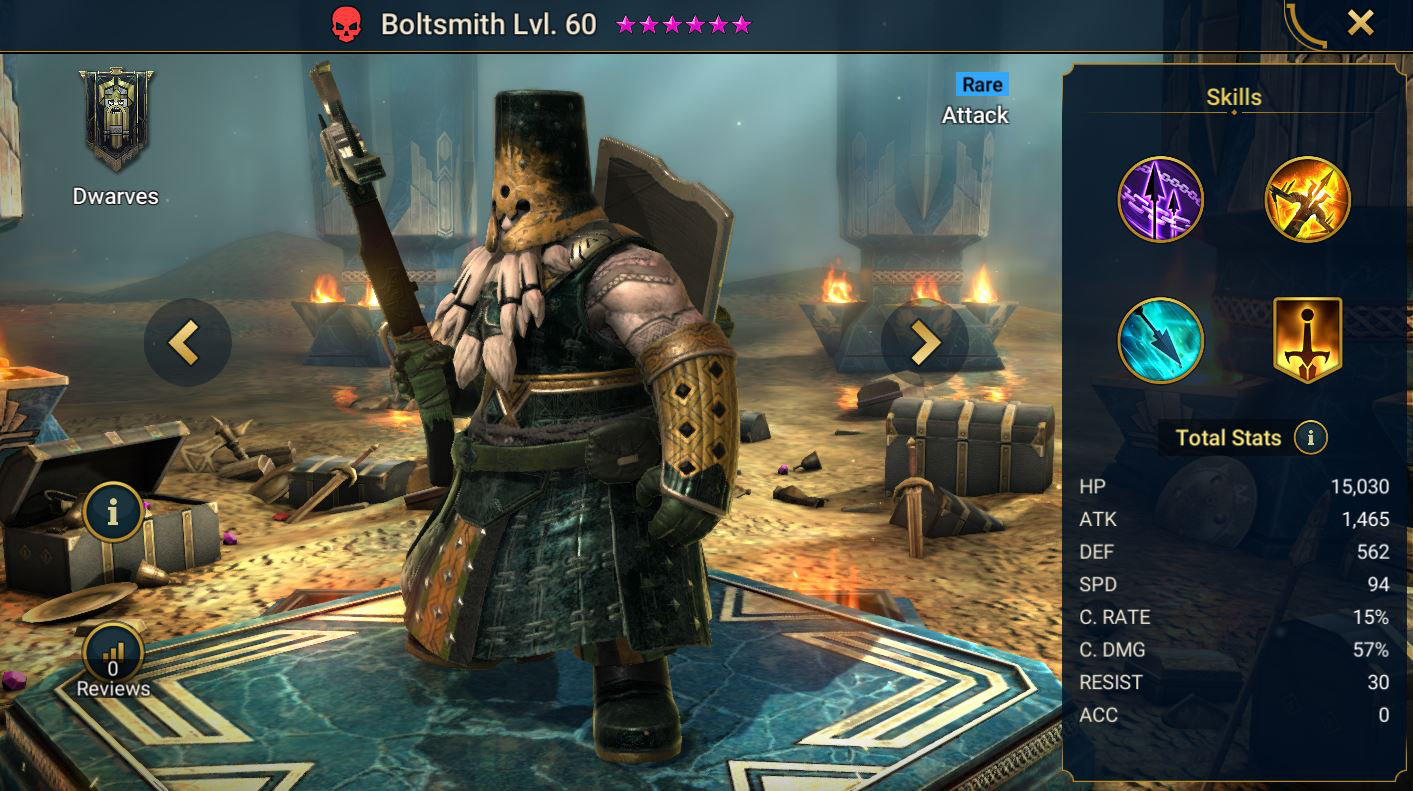 Boltsmith Lvl. 60
Dwarves
Rare
Attack
0
Reviews
Skills
Total Stats
HP 15,030
ATK 1,465
DEF 562
SPD 94
C. RATE 15%
C. DMG 57%
RESIST 30
ACC 0